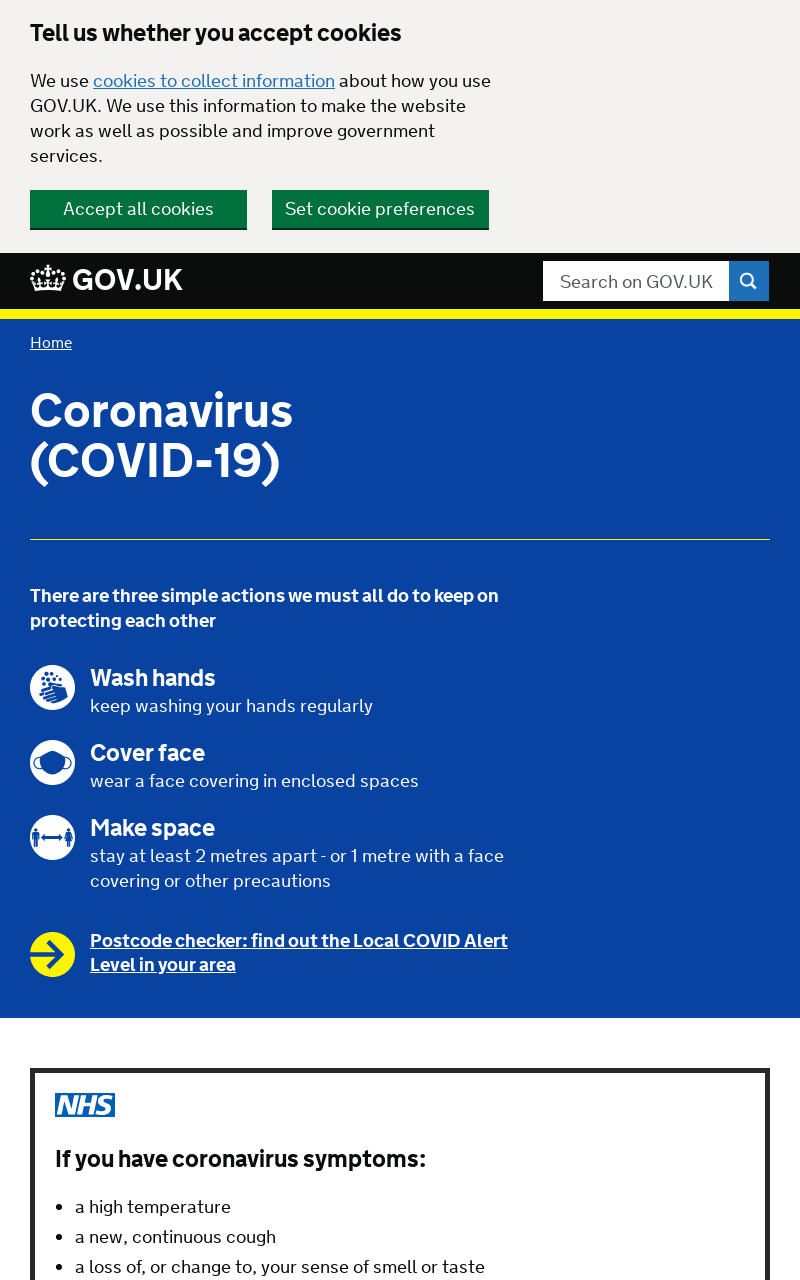 Tell us whether you accept cookies
We use cookies to collect information about how you use
GOV.UK. We use this information to make the website
work as well as possible and improve government
services.
Accept all cookies
Set cookie preferences
GOV.UK
Search on GOV.UK
Home
Coronavirus
(COVID-19)
There are three simple actions we must all do to keep on
protecting each other
Wash hands
keep washing your hands regularly
Cover face
wear a face covering in enclosed spaces
Make space
stay at least 2 metres apart - or 1 metre with a face
covering or other precautions
Postcode checker: find out the Local COVID Alert
Level in your area
NHS
If you have coronavirus symptoms:
• a high temperature
• a new, continuous cough
• a loss of, or change to, your sense of smell or taste